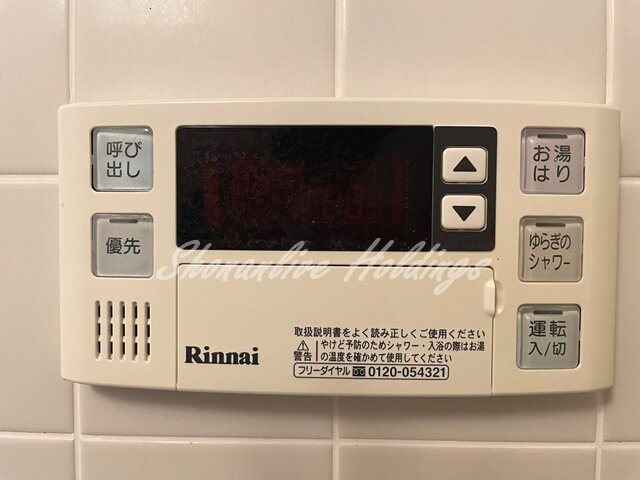 呼び
出し
優先
▲
▼
お湯
はり
ゆらぎの
シャワー
運転
入/切
Shonanlive Holdings
Rinnai
取扱説明書をよく読み正しくご使用ください
警告
やけど予防のためシャワー・入浴の際はお湯
の温度を確かめて使用してください
フリーダイヤル 0120-054321